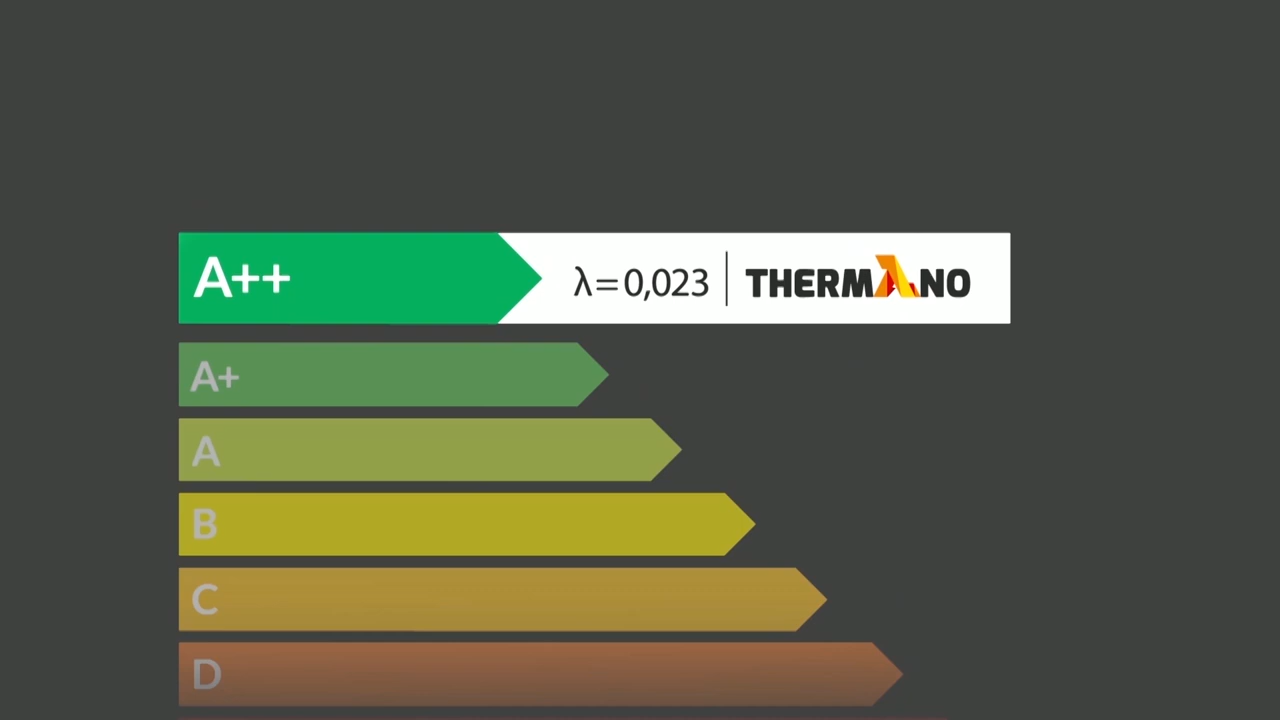 A++
λ=0,023
THERMANO
A+
A
B
C
D